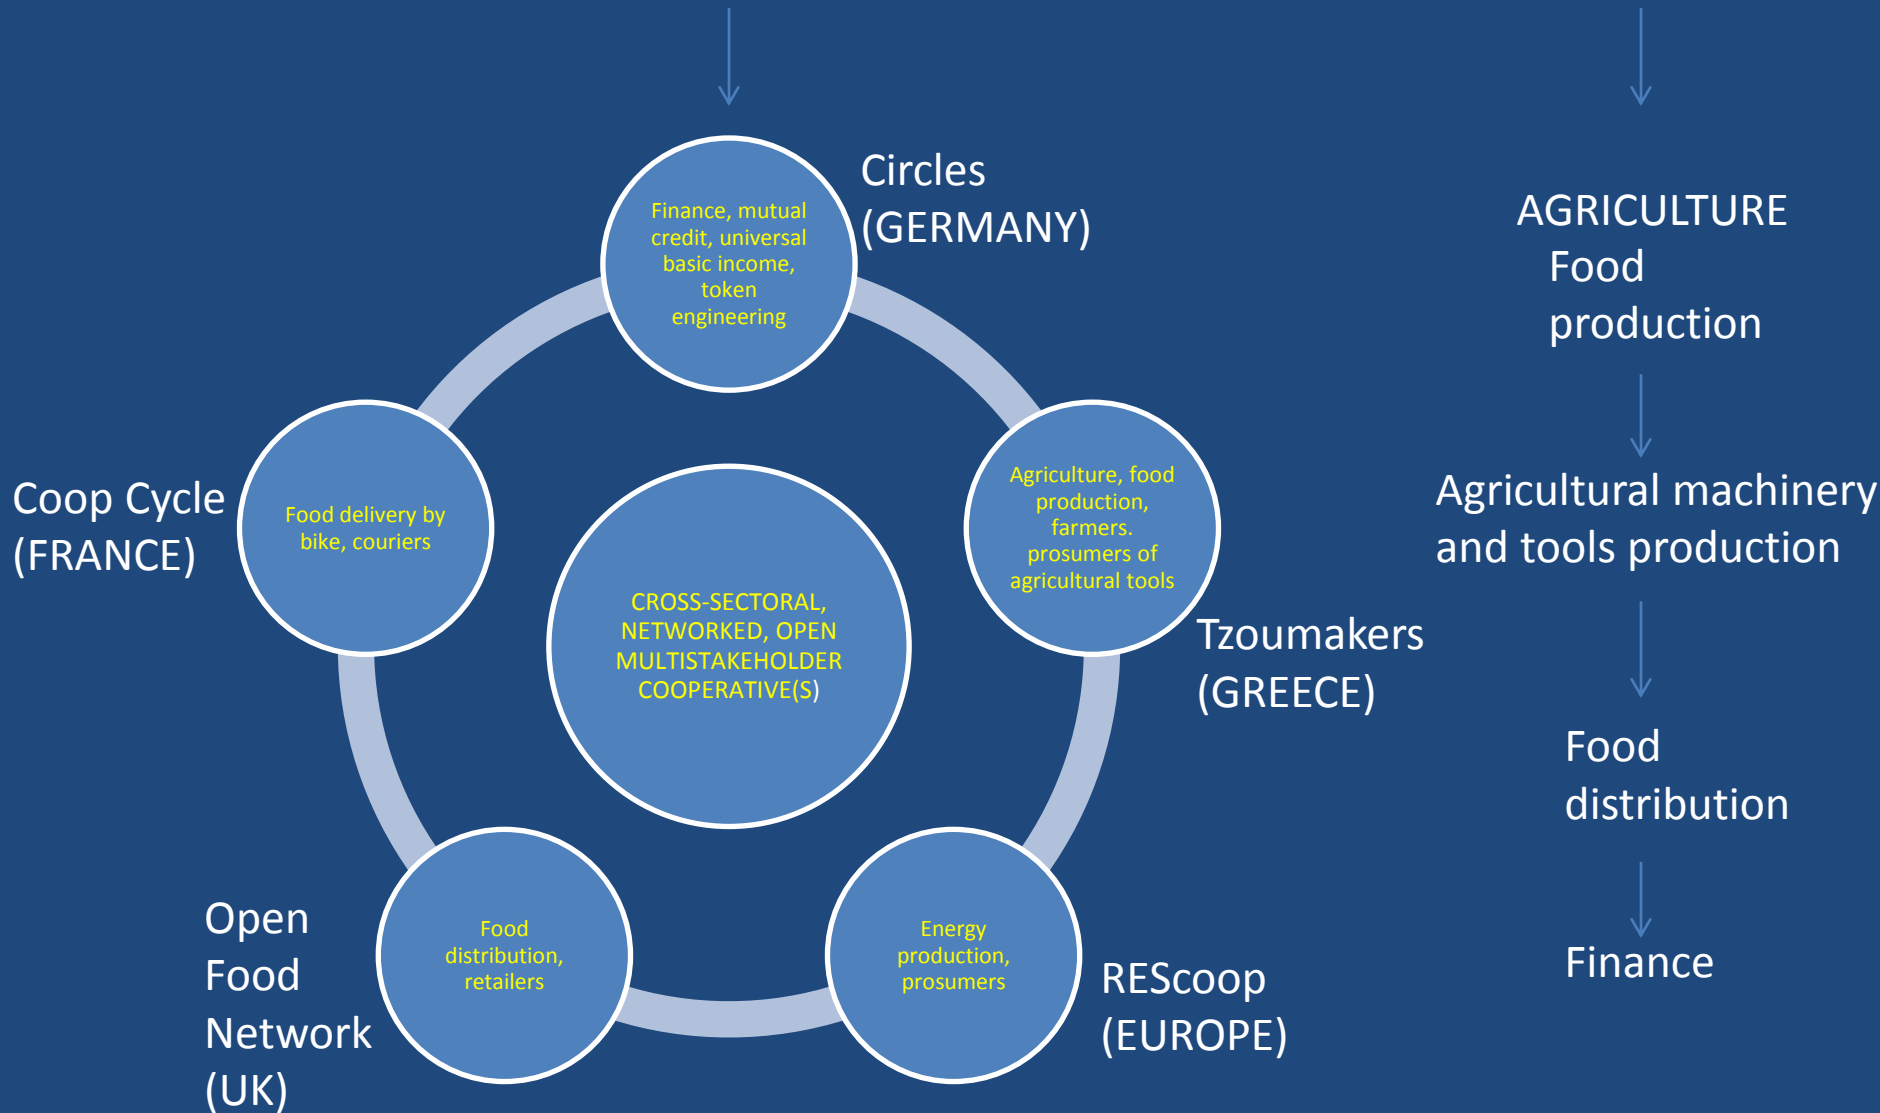 Finance, mutual
credit, universal
basic income,
token
engineering
Circles
(GERMANY)
Agriculture, food
production,
farmers.
prosumers of
agricultural tools
Tzoumakers
(GREECE)
Energy
production,
prosumers
REScoop
(EUROPE)
Food
distribution,
retailers
Open
Food
Network
(UK)
Food delivery by
bike, couriers
Coop Cycle
(FRANCE)
CROSS-SECTORAL,
NETWORKED, OPEN
MULTISTAKEHOLDER
COOPERATIVE(S)
AGRICULTURE
Food
production
Agricultural machinery
and tools production
Food
distribution
Finance